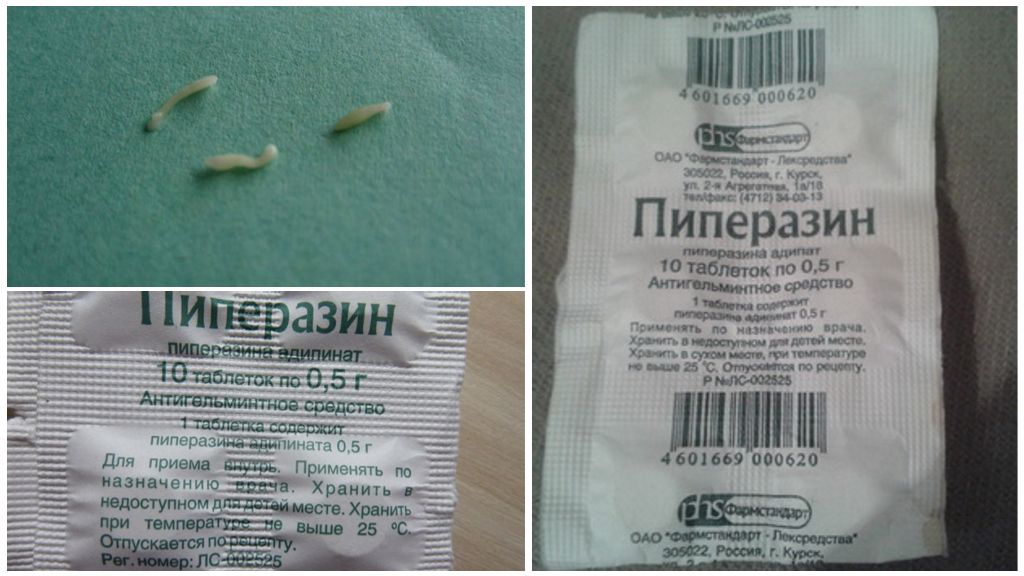 Пиперазин
пиперазина адипинат
10 таблеток по 0,5 г
Антигельминтное средство
1 таблетка содержит
пиперазина адипината 0,5 г
Для приема внутрь. Применять по
назначению врача. Хранить в
недоступном для детей месте. Хранить
при температуре не выше 25 °С.
Отпускается по рецепту.
Рег. номер: ЛС-002525
Р №ЛС-002525
4 601669 000620
phs Фармстандарт
ОАО "Фармстандарт - Лексредства"
305022, Россия, г. Курск,
ул. 2-я Агрегатная, 1а/18
тел/факс: (4712) 34-03-13
Пиперазин
пиперазина адипат
10 таблеток по 0,5 г
Антигельминтное средство
1 таблетка содержит
пиперазина адипинат 0,5 г
Применять по назначению врача.
Хранить в недоступном для детей месте.
Хранить в сухом месте, при температуре
не выше 25 °С. Отпускается по рецепту.
Р №ЛС-002525
4 601669 000620
phs Фармстандарт
ОАО "Фармстандарт - Лексредства"
305022, Россия, г. Курск,